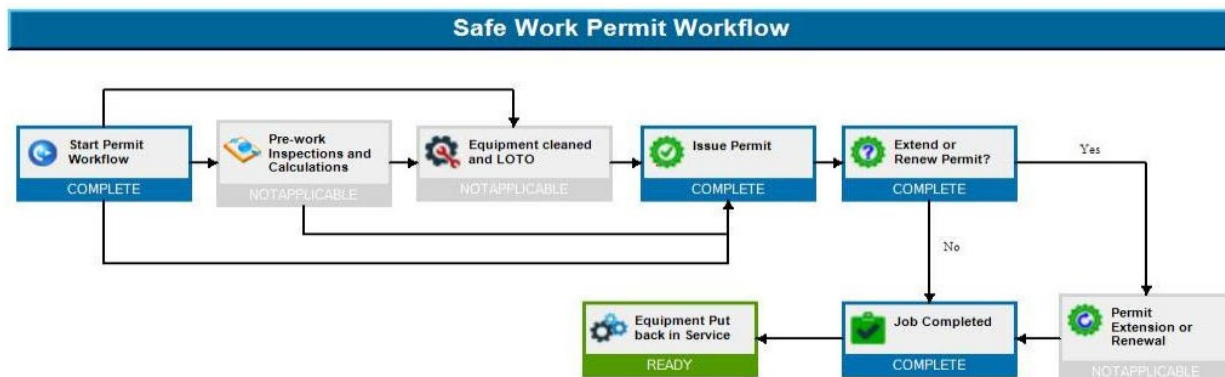 Safe Work Permit Workflow
Start Permit
Workflow
COMPLETE
Pre-work
Inspections and
Calculations
NOTAPPLICABLE
Equipment cleaned
and LOTO
NOTAPPLICABLE
Issue Permit
COMPLETE
Extend or
Renew Permit?
COMPLETE
Yes
No
Equipment Put
back in Service
READY
Job Completed
COMPLETE
Permit
Extension or
Renewal
NOTAPPLICABLE